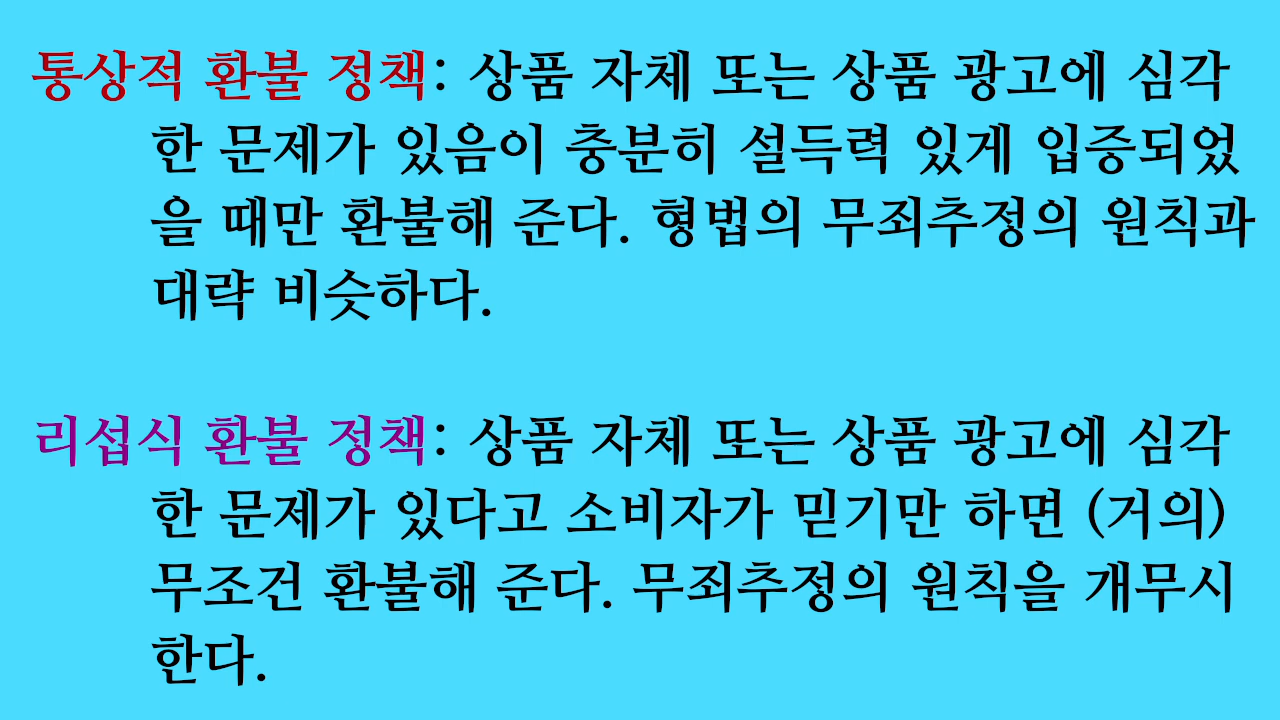 통상적 환불 정책: 상품 자체 또는 상품 광고에 심각
한 문제가 있음이 충분히 설득력 있게 입증되었
을 때만 환불해 준다. 형법의 무죄추정의 원칙과
대략 비슷하다.
리섭식 환불 정책: 상품 자체 또는 상품 광고에 심각
한 문제가 있다고 소비자가 믿기만 하면 (거의)
무조건 환불해 준다. 무죄추정의 원칙을 개무시
한다.